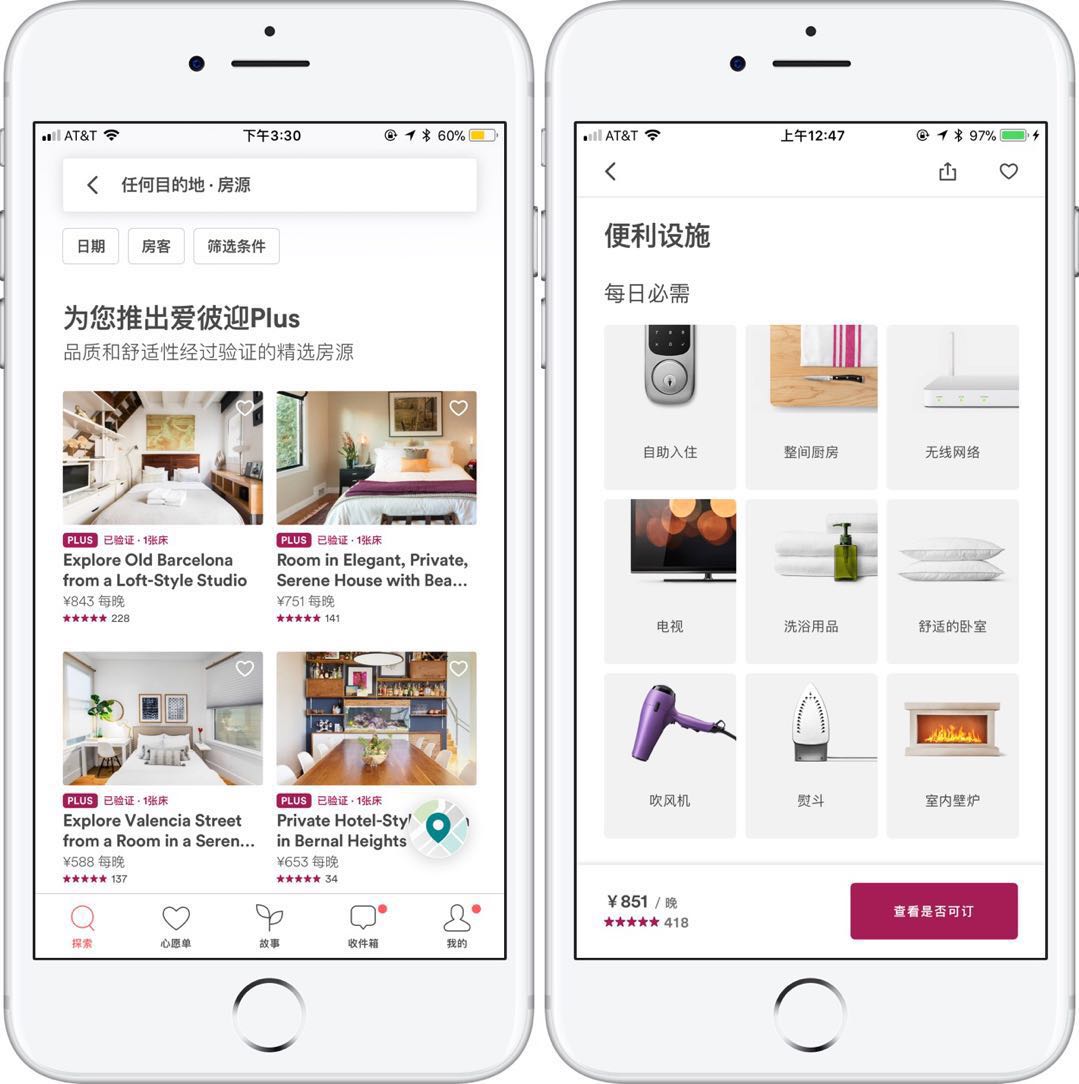 AT&T 下午3:30 60%
任何目的地 · 房源
日期 房客 筛选条件
为您推出爱彼迎Plus
品质和舒适性经过验证的精选房源
PLUS 已验证 · 1张床
Explore Old Barcelona
from a Loft-Style Studio
¥843 每晚
228
PLUS 已验证 · 1张床
Room in Elegant, Private,
Serene House with Bea...
¥751 每晚
141
PLUS 已验证 · 1张床
Explore Valencia Street
from a Room in a Seren...
¥588 每晚
137
PLUS 已验证 · 1张床
Private Hotel-Styl
in Bernal Heights
¥653 每晚
34
探索 心愿单 故事 收件箱 我的
AT&T 上午12:47 97%
便利设施
每日必需
自助入住 整间厨房 无线网络
电视 洗浴用品 舒适的卧室
吹风机 熨斗 室内壁炉
¥851 / 晚
418
查看是否可订